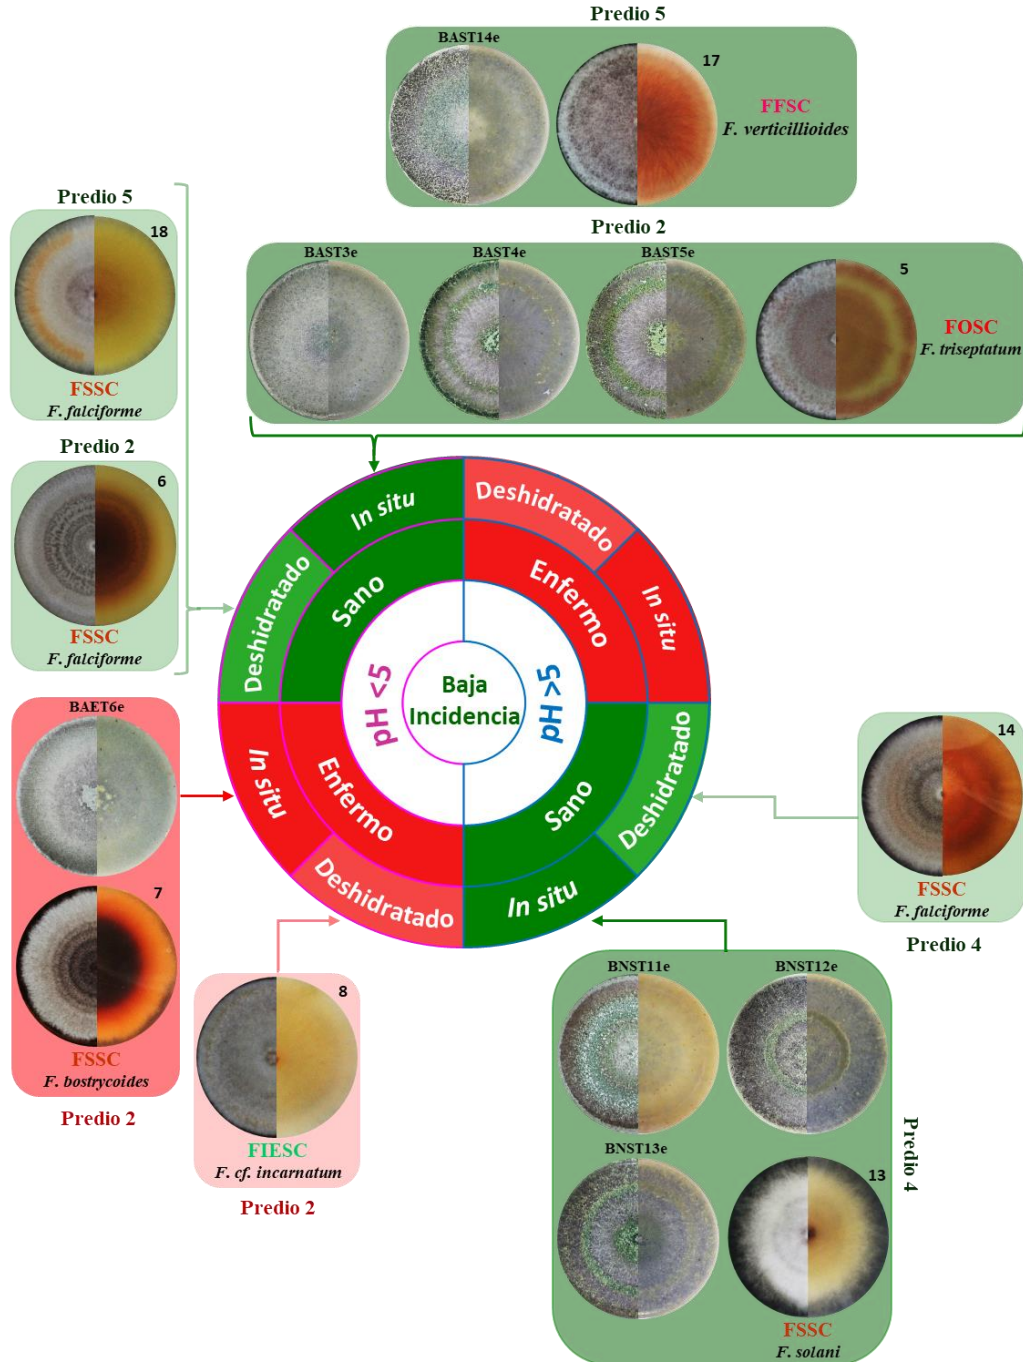 Predio 5
BAST14e
17
FFSC
F. verticillioides
Predio 2
BAST3e
BAST4e
BAST5e
5
FOSC
F. triseptatum
Predio 5
18
FSSC
F. falciforme
Predio 2
6
FSSC
F. falciforme
In situ
Deshidratado
Deshidratado
Sano
Enfermo
In situ
pH <5
Baja
Incidencia
pH >5
In situ
Enfermo
Deshidratado
Sano
Deshidratado
In situ
BAET6e
7
FSSC
F. bostrycoides
Predio 2
8
FIESC
F. cf. incarnatum
Predio 2
14
FSSC
F. falciforme
Predio 4
BNST11e
BNST12e
BNST13e
13
FSSC
F. solani
Predio 4